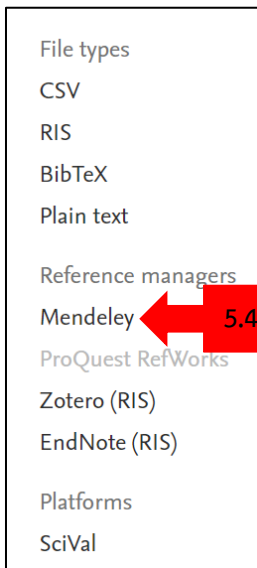 File types
CSV
RIS
BibTeX
Plain text
Reference managers
Mendeley 5.4
ProQuest RefWorks
Zotero (RIS)
EndNote (RIS)
Platforms
SciVal